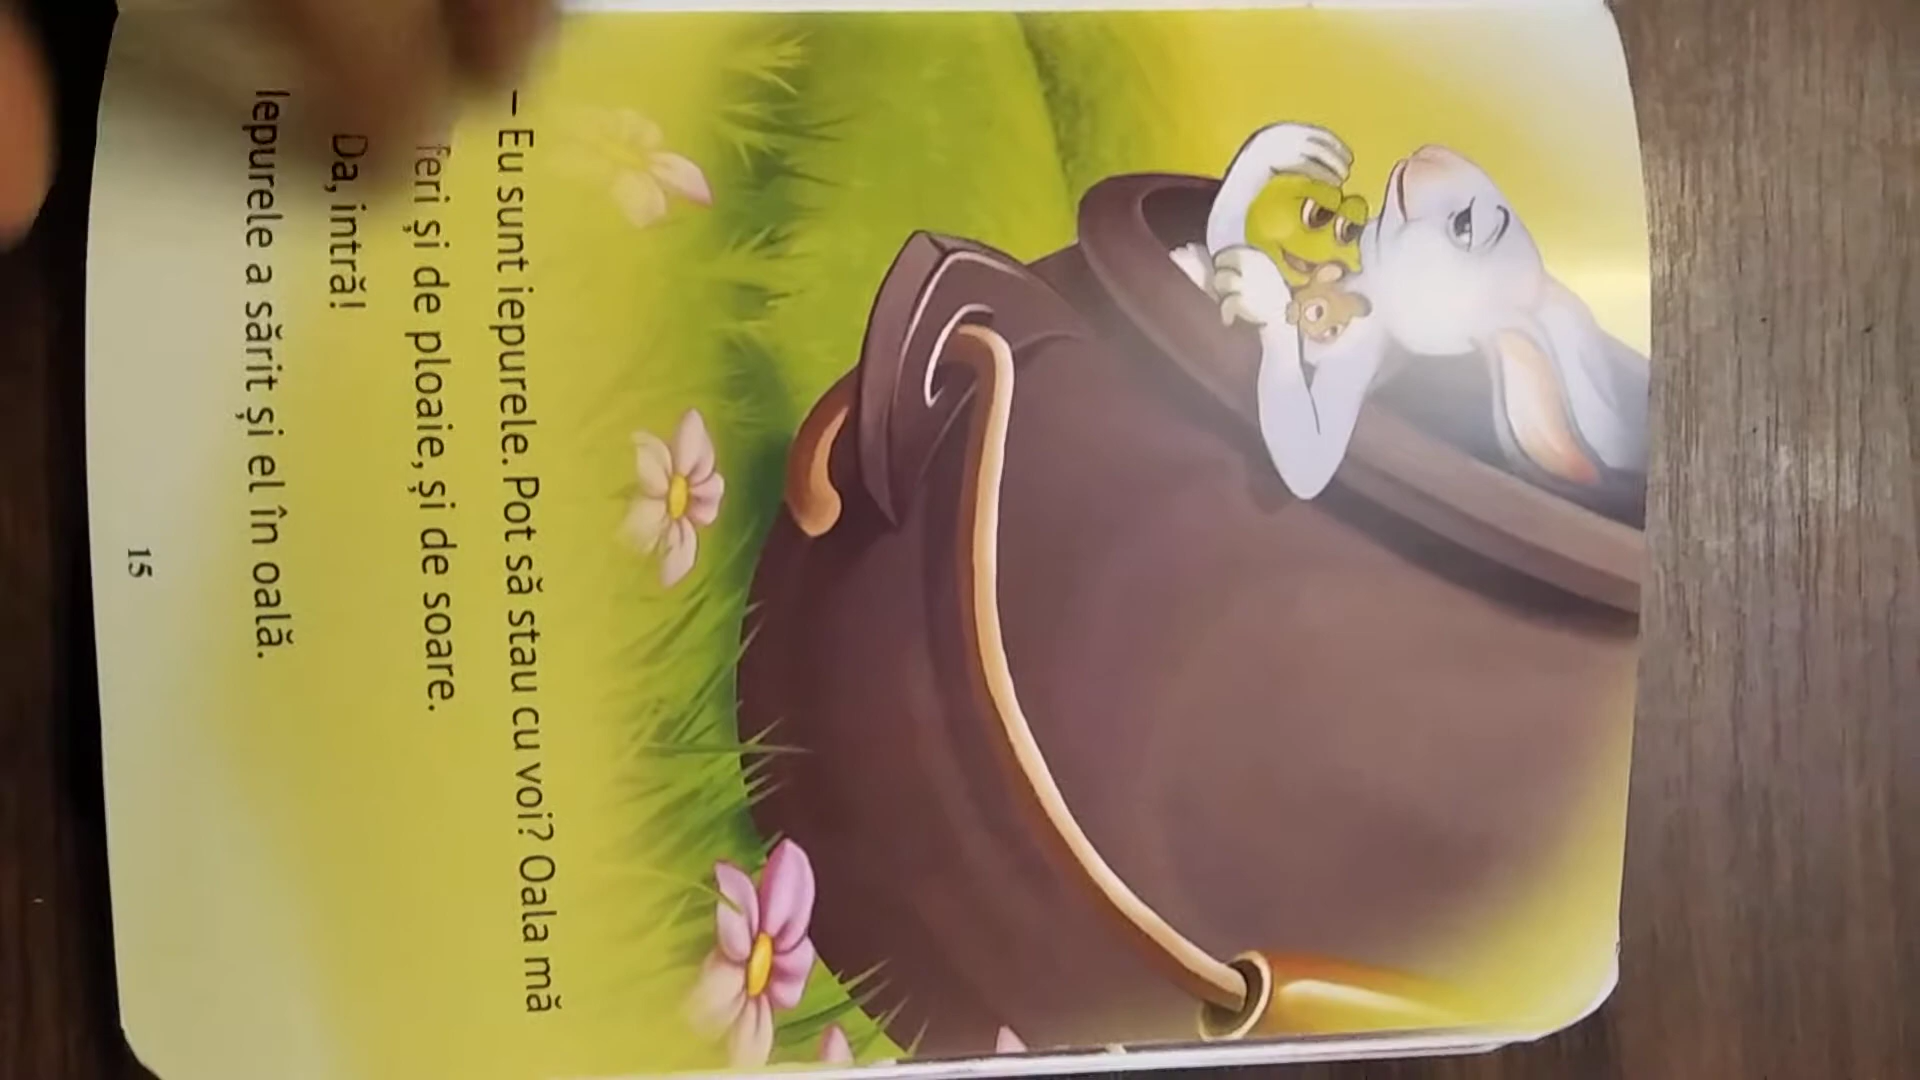 – Eu sunt iepurele. Pot să stau cu voi? Oala mă
feri și de ploaie, și de soare.
Da, intră!
Iepurele a sărit și el în oală.
15